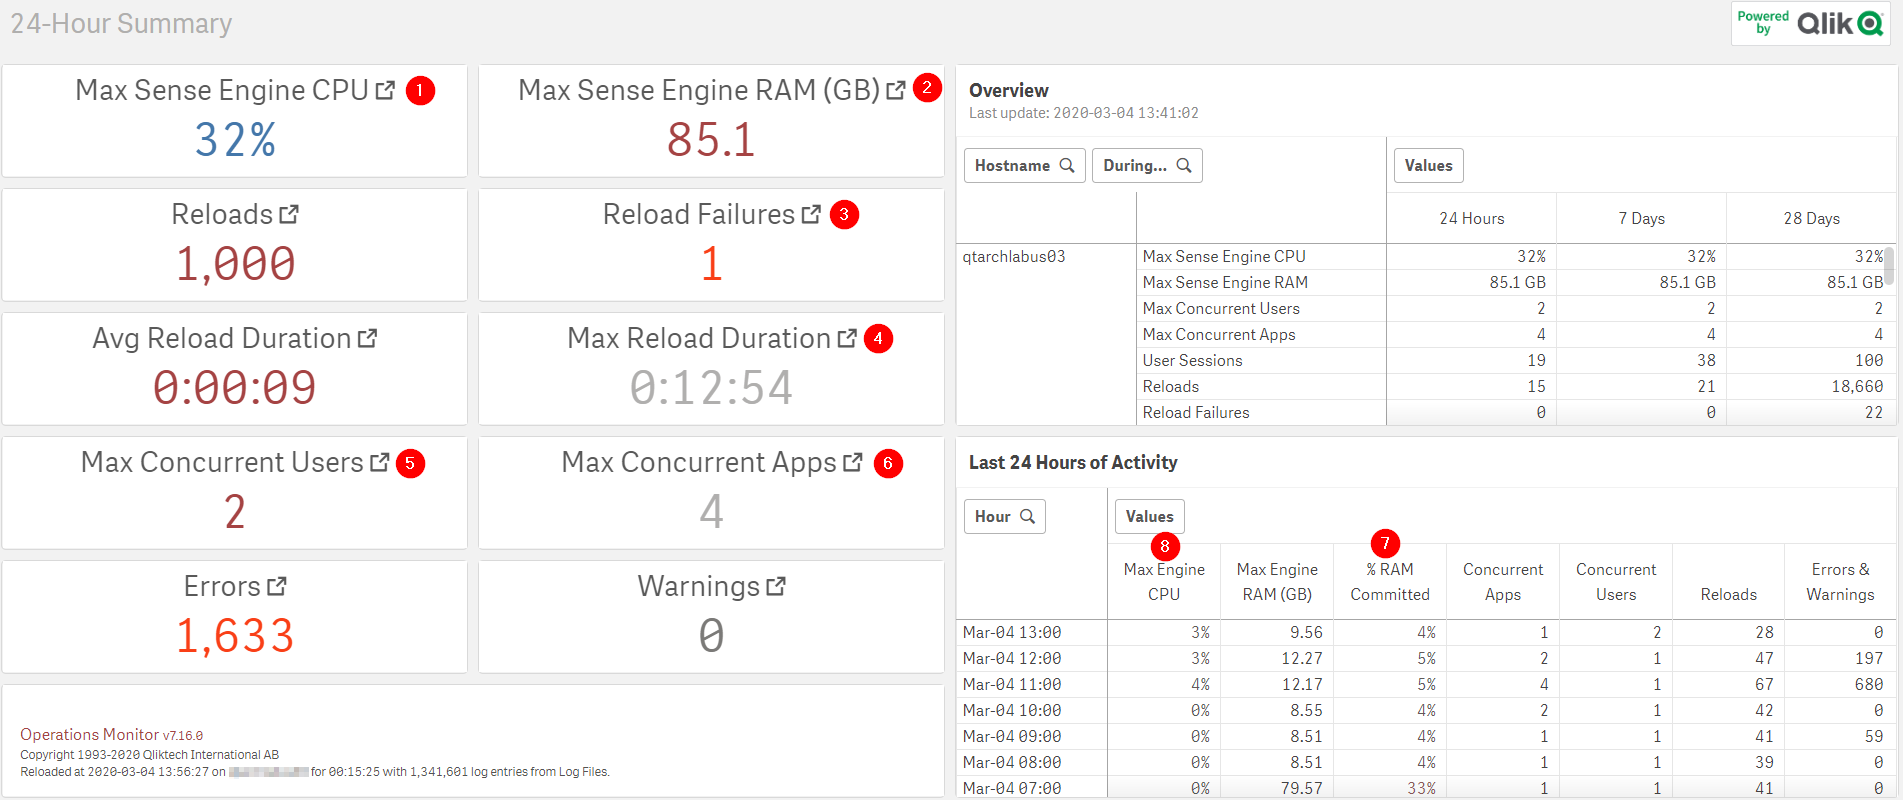 24-Hour Summary
Powered by Qlik
Max Sense Engine CPU 1
32%
Max Sense Engine RAM (GB) 2
85.1
Reloads
1,000
Reload Failures 3
1
Avg Reload Duration
0:00:09
Max Reload Duration 4
0:12:54
Max Concurrent Users 5
2
Max Concurrent Apps 6
4
Errors
1,633
Warnings
0
Operations Monitor v7.16.0
Copyright 1993-2020 Qliktech International AB
Reloaded at 2020-03-04 13:56:27 on for 00:15:25 with 1,341,601 log entries from Log Files.
Overview
Last update: 2020-03-04 13:41:02
Hostname During... Values
24 Hours 7 Days 28 Days
qtarchlabus03 Max Sense Engine CPU 32% 32% 32%
Max Sense Engine RAM 85.1 GB 85.1 GB 85.1 GB
Max Concurrent Users 2 2 2
Max Concurrent Apps 4 4 4
User Sessions 19 38 100
Reloads 15 21 18,660
Reload Failures 0 0 22
Last 24 Hours of Activity
Hour Values
8 7
Max Engine CPU Max Engine RAM (GB) % RAM Committed Concurrent Apps Concurrent Users Reloads Errors & Warnings
Mar-04 13:00 3% 9.56 4% 1 2 28 0
Mar-04 12:00 3% 12.27 5% 2 1 47 197
Mar-04 11:00 4% 12.17 5% 4 1 67 680
Mar-04 10:00 0% 8.55 4% 2 1 42 0
Mar-04 09:00 0% 8.51 4% 1 1 41 59
Mar-04 08:00 0% 8.51 4% 1 1 39 0
Mar-04 07:00 0% 79.57 33% 1 1 41 0